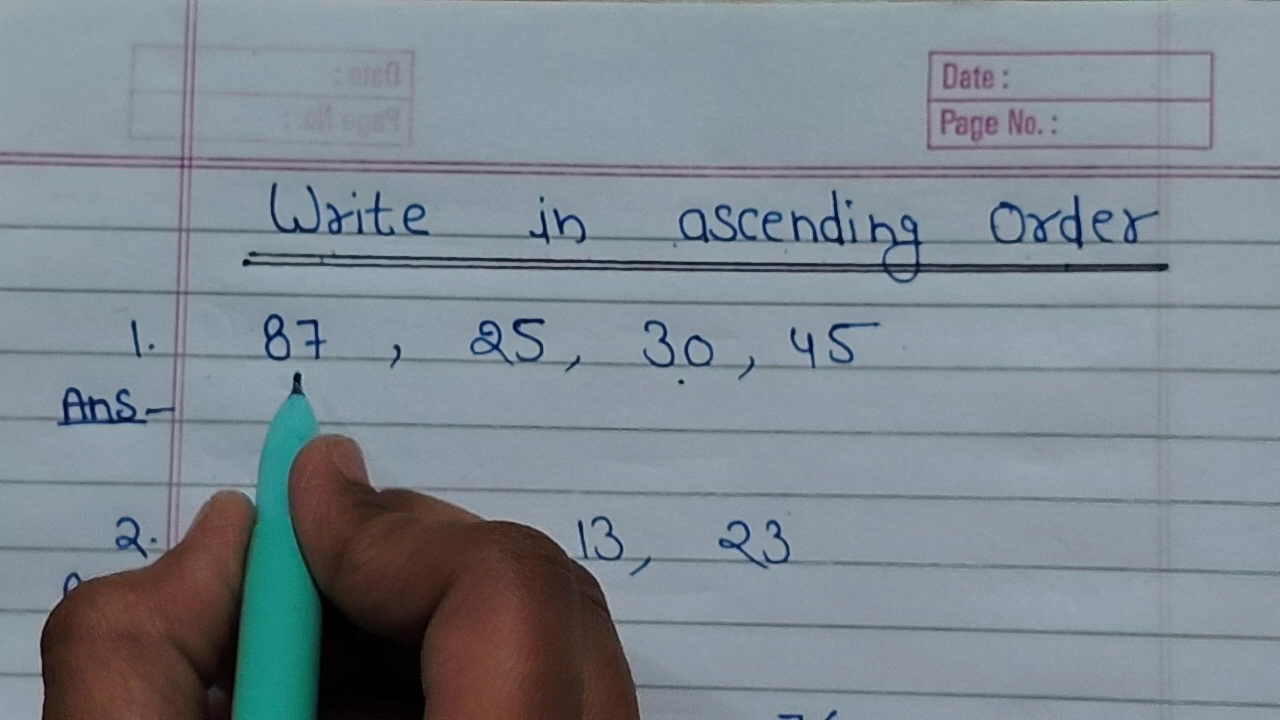 Date :
Page No. :
Write in ascending Order
1. 87 , 25, 30, 45
Ans-
2. 13, 23